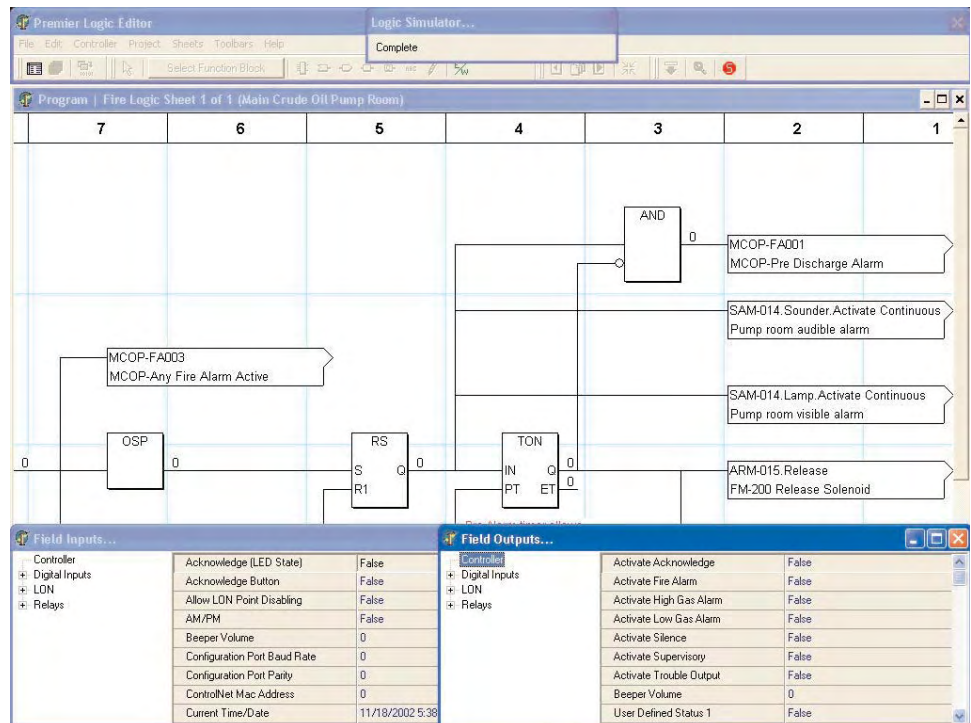 Premier Logic Editor
Logic Simulator...
File Edit Controller Project Sheets Toolbars Help
Complete
Select Function Block
Program | Fire Logic Sheet 1 of 1 (Main Crude Oil Pump Room)
7 6 5 4 3 2 1
AND
0
MCOP-FA001
MCOP-Pre Discharge Alarm
SAM-014.Sounder.Activate Continuous
Pump room audible alarm
MCOP-FA003
MCOP-Any Fire Alarm Active
SAM-014.Lamp.Activate Continuous
Pump room visible alarm
OSP RS TON
0 0 S Q 0 IN Q 0 ARM-015.Release
R1 PT ET 0 FM-200 Release Solenoid
Pre-Alarm timer allows
Field Inputs...
Controller
Digital Inputs
LON
Relays
Acknowledge (LED State) False
Acknowledge Button False
Allow LON Point Disabling False
AM/PM False
Beeper Volume 0
Configuration Port Baud Rate 0
Configuration Port Parity 0
ControlNet Mac Address 0
Current Time/Date 11/18/2002 5:38
Field Outputs...
Controller
Digital Inputs
LON
Relays
Activate Acknowledge False
Activate Fire Alarm False
Activate High Gas Alarm False
Activate Low Gas Alarm False
Activate Silence False
Activate Supervisory False
Activate Trouble Output False
Beeper Volume 0
User Defined Status 1 False